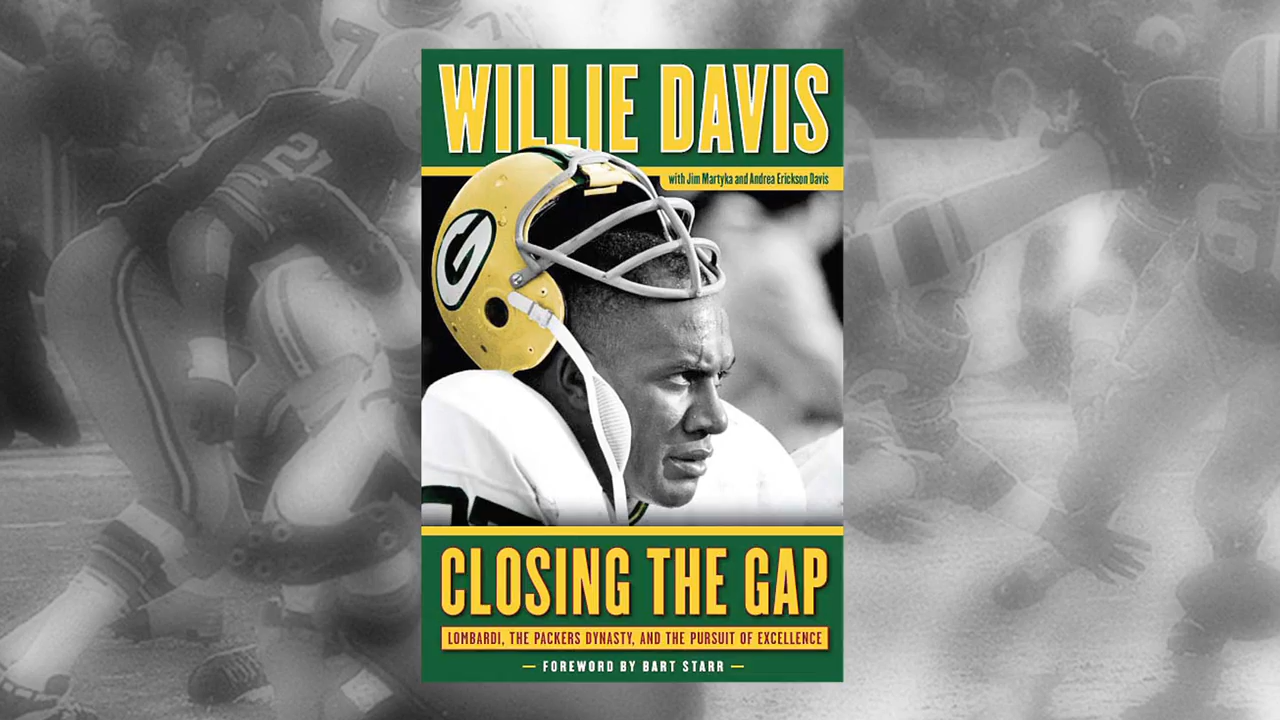 WILLIE DAVIS
with Jim Martyka and Andrea Erickson Davis
G
CLOSING THE GAP
LOMBARDI, THE PACKERS DYNASTY, AND THE PURSUIT OF EXCELLENCE
— FOREWORD BY BART STARR —